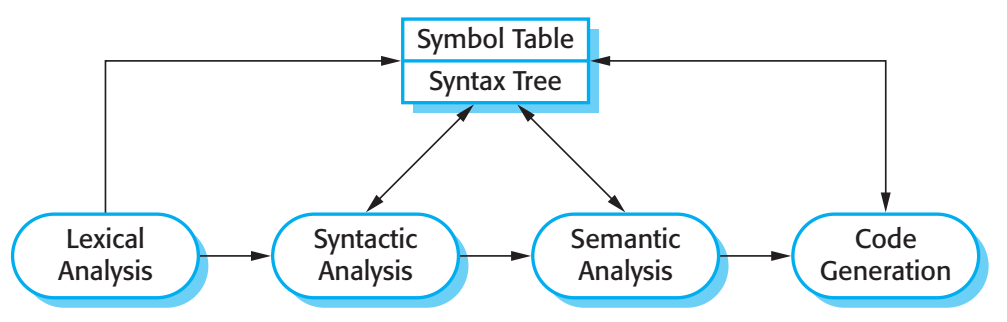 Symbol Table
Syntax Tree
Lexical
Analysis
Syntactic
Analysis
Semantic
Analysis
Code
Generation